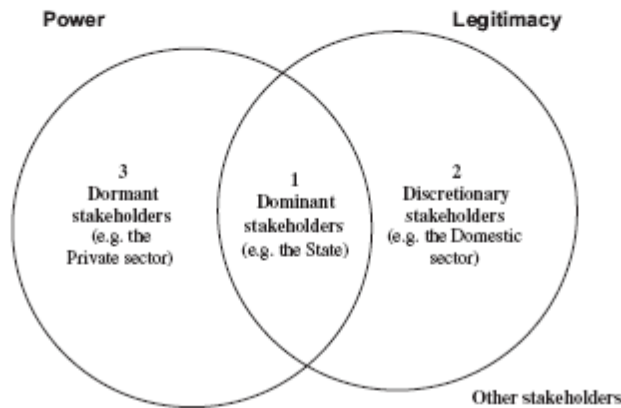 Power
Legitimacy
3
Dormant
stakeholders
(e.g. the
Private sector)
1
Dominant
stakeholders
(e.g. the State)
2
Discretionary
stakeholders
(e.g. the Domestic
sector)
Other stakeholders